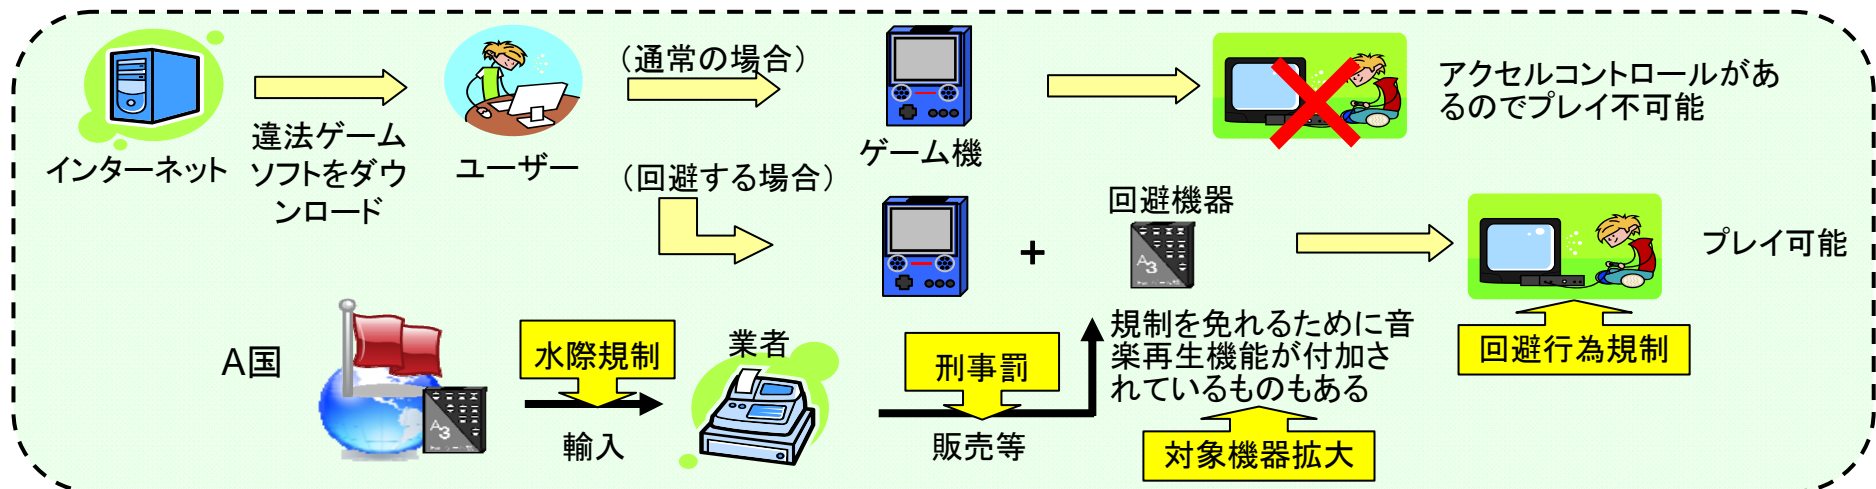 インターネット
違法ゲーム
ソフトをダウ
ンロード
ユーザー
（通常の場合）
ゲーム機
アクセルコントロールがあ
るのでプレイ不可能
（回避する場合）
+
回避機器
A3
プレイ可能
A国
A3
水際規制
輸入
業者
刑事罰
販売等
規制を免れるために音
楽再生機能が付加さ
れているものもある
対象機器拡大
回避行為規制